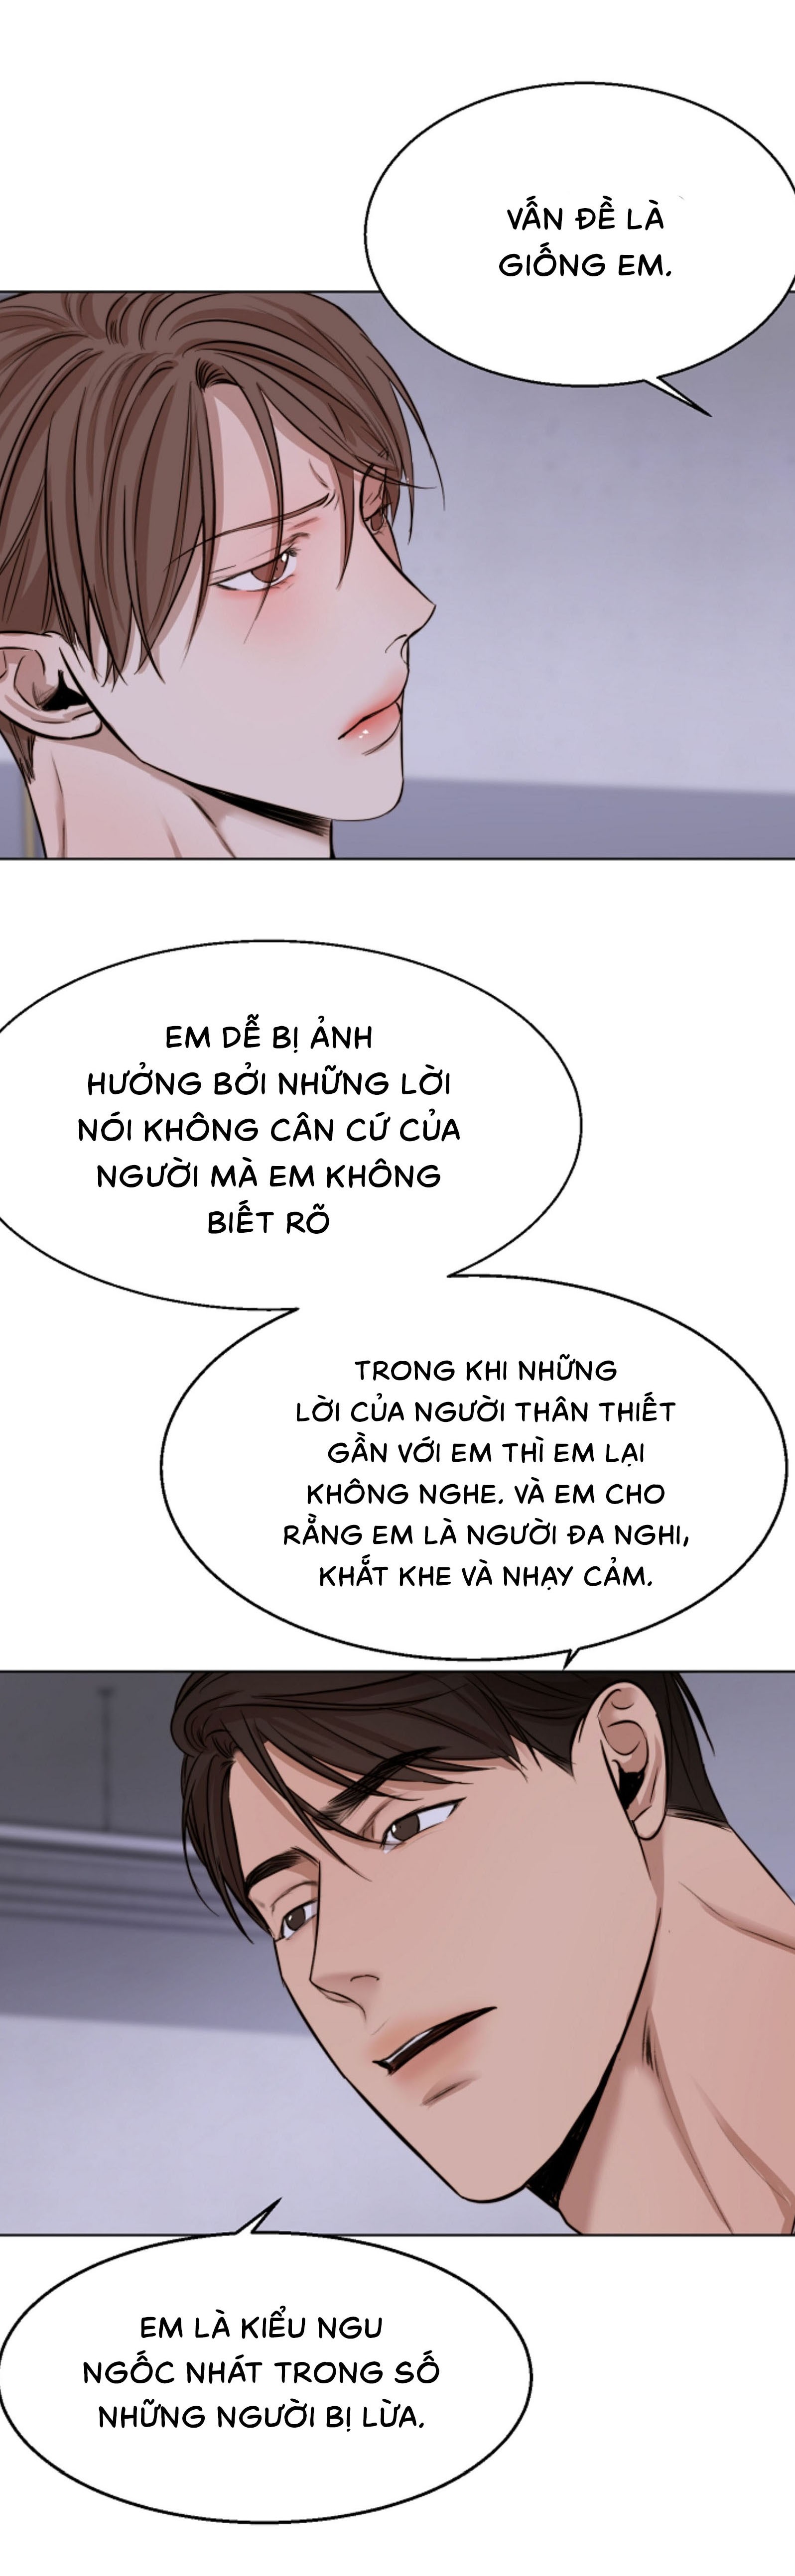 VẤN ĐỀ LÀ
GIỐNG EM.
EM DỄ BỊ ẢNH
HƯỞNG BỞI NHỮNG LỜI
NÓI KHÔNG CÂN CỨ CỦA
NGƯỜI MÀ EM KHÔNG
BIẾT RÕ
TRONG KHI NHỮNG
LỜI CỦA NGƯỜI THÂN THIẾT
GẦN VỚI EM THÌ EM LẠI
KHÔNG NGHE. VÀ EM CHO
RẰNG EM LÀ NGƯỜI ĐA NGHI,
KHẮT KHE VÀ NHẠY CẢM.
EM LÀ KIỂU NGU
NGỐC NHÁT TRONG SỐ
NHỮNG NGƯỜI BỊ LỪA.